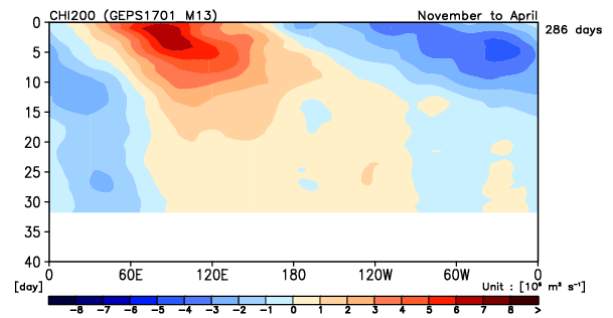 CHI200 (GEPS1701 M13) November to April
286 days
0
5
10
15
20
25
30
35
40
0 60E 120E 180 120W 60W 0
[day] Unit : [10⁶ m² s⁻¹]
-8 -7 -6 -5 -4 -3 -2 -1 0 1 2 3 4 5 6 7 8 >